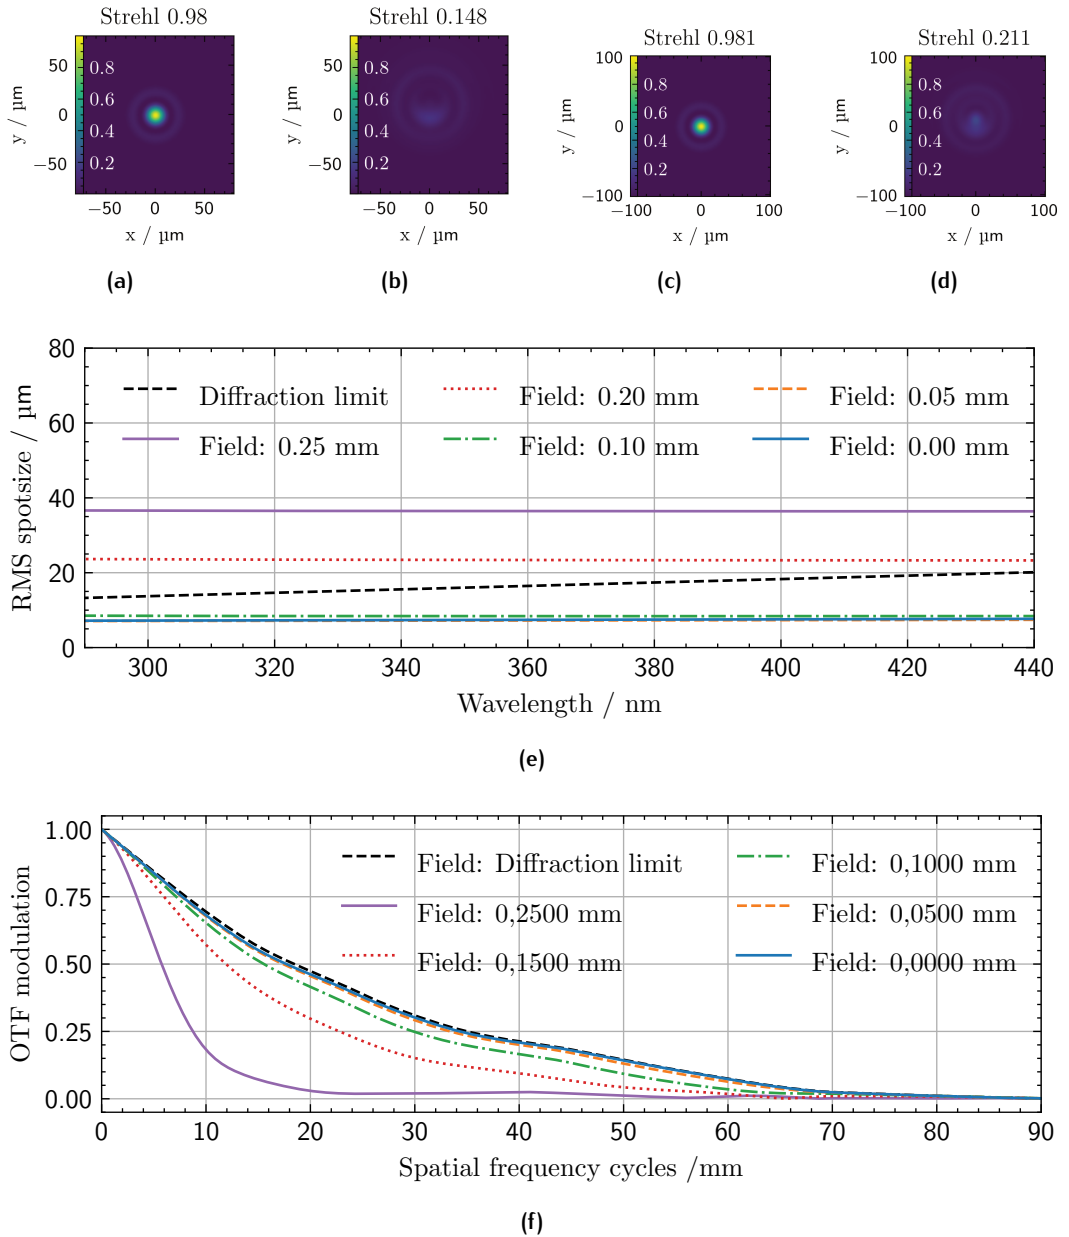 Strehl 0.98
Strehl 0.148
Strehl 0.981
Strehl 0.211
y / µm
50
0
−50
0.8
0.6
0.4
0.2
−50 0 50
x / µm
y / µm
50
0
−50
0.8
0.6
0.4
0.2
−50 0 50
x / µm
y / µm
100
0
−100
0.8
0.6
0.4
0.2
−100 0 100
x / µm
y / µm
100
0
−100
0.8
0.6
0.4
0.2
−100 0 100
x / µm
(a)
(b)
(c)
(d)
RMS spotsize / µm
80
60
40
20
0
Diffraction limit
Field: 0.20 mm
Field: 0.05 mm
Field: 0.25 mm
Field: 0.10 mm
Field: 0.00 mm
300 320 340 360 380 400 420 440
Wavelength / nm
(e)
OTF modulation
1.00
0.75
0.50
0.25
0.00
Field: Diffraction limit
Field: 0,1000 mm
Field: 0,2500 mm
Field: 0,0500 mm
Field: 0,1500 mm
Field: 0,0000 mm
0 10 20 30 40 50 60 70 80 90
Spatial frequency cycles /mm
(f)